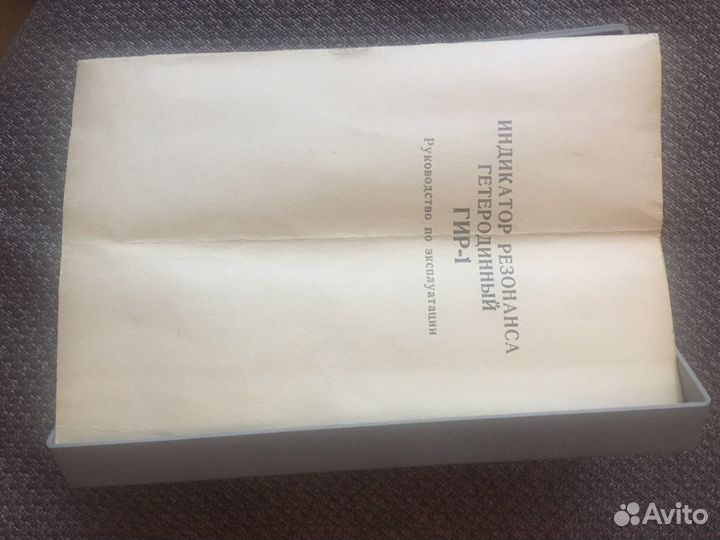 ИНДИКАТОР РЕЗОНАНСА
ГЕТЕРОДИННЫЙ
ГИР-1
Руководство по эксплуатации
Avito